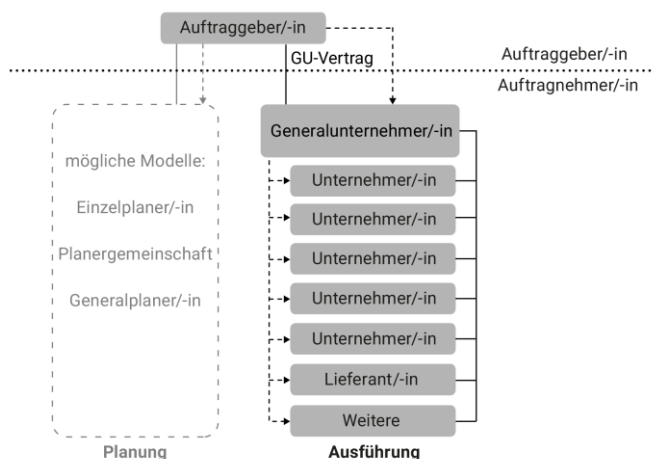 Auftraggeber/-in
GU-Vertrag
Auftraggeber/-in
Auftragnehmer/-in
mögliche Modelle:
Einzelplaner/-in
Planergemeinschaft
Generalplaner/-in
Planung
Generalunternehmer/-in
Unternehmer/-in
Unternehmer/-in
Unternehmer/-in
Unternehmer/-in
Unternehmer/-in
Lieferant/-in
Weitere
Ausführung